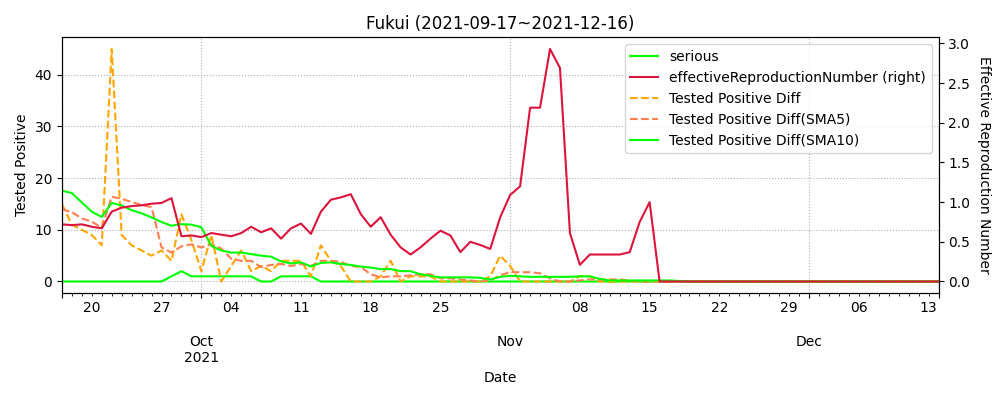 Fukui (2021-09-17~2021-12-16)
serious
effectiveReproductionNumber (right)
Tested Positive Diff
Tested Positive Diff(SMA5)
Tested Positive Diff(SMA10)
Tested Positive
40
30
20
10
0
Effective Reproduction Number
3.0
2.5
2.0
1.5
1.0
0.5
0.0
20 27 04 11 18 25 08 15 22 29 06 13
Oct Nov Dec
2021
Date